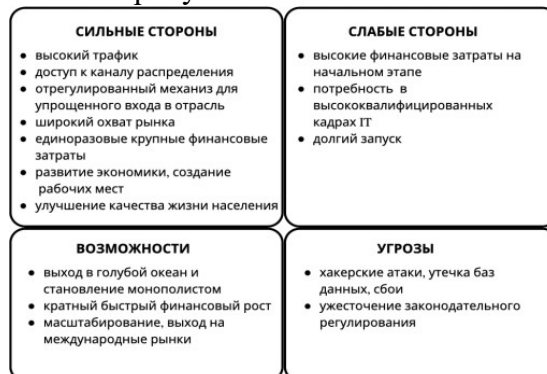 СИЛЬНЫЕ СТОРОНЫ
• высокий трафик
• доступ к каналу распределения
• отрегулированный механиз для
упрощенного входа в отрасль
• широкий охват рынка
• единоразовые крупные финансовые
затраты
• развитие экономики, создание
рабочих мест
• улучшение качества жизни населения
СЛАБЫЕ СТОРОНЫ
• высокие финансовые затраты на
начальном этапе
• потребность в
высококвалифицированных
кадрах IT
• долгий запуск
ВОЗМОЖНОСТИ
• выход в голубой океан и
становление монополистом
• кратный быстрый финансовый рост
• масштабирование, выход на
международные рынки
УГРОЗЫ
• хакерские атаки, утечка баз
данных, сбои
• ужесточение законодательного
регулирования